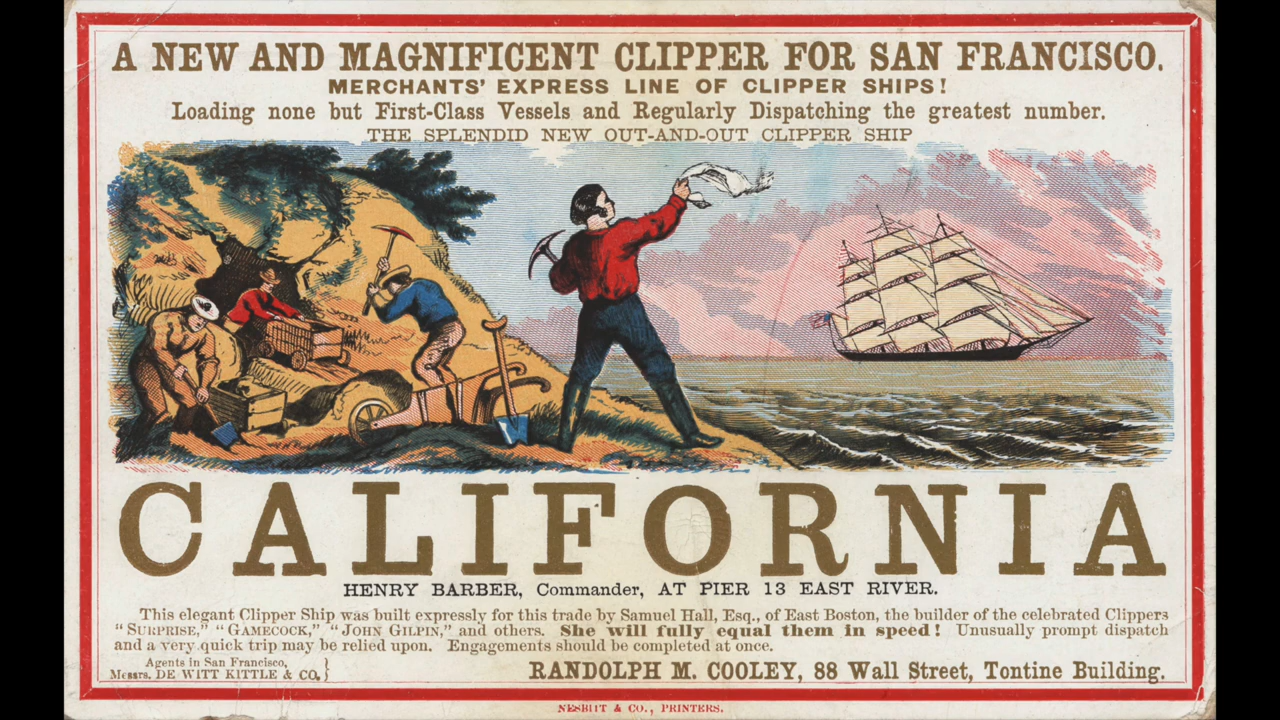 A NEW AND MAGNIFICENT CLIPPER FOR SAN FRANCISCO.
MERCHANTS' EXPRESS LINE OF CLIPPER SHIPS!
Loading none but First-Class Vessels and Regularly Dispatching the greatest number.
THE SPLENDID NEW OUT-AND-OUT CLIPPER SHIP
CALIFORNIA
HENRY BARBER, Commander, AT PIER 13 EAST RIVER.
This elegant Clipper Ship was built expressly for this trade by Samuel Hall, Esq., of East Boston, the builder of the celebrated Clippers
"SURPRISE," "GAMECOCK," "JOHN GILPIN," and others. She will fully equal them in speed! Unusually prompt dispatch
and a very quick trip may be relied upon. Engagements should be completed at once.
Agents in San Francisco,
Messrs. DE WITT KITTLE & CO.
RANDOLPH M. COOLEY, 88 Wall Street, Tontine Building.
NESBITT & CO., PRINTERS.